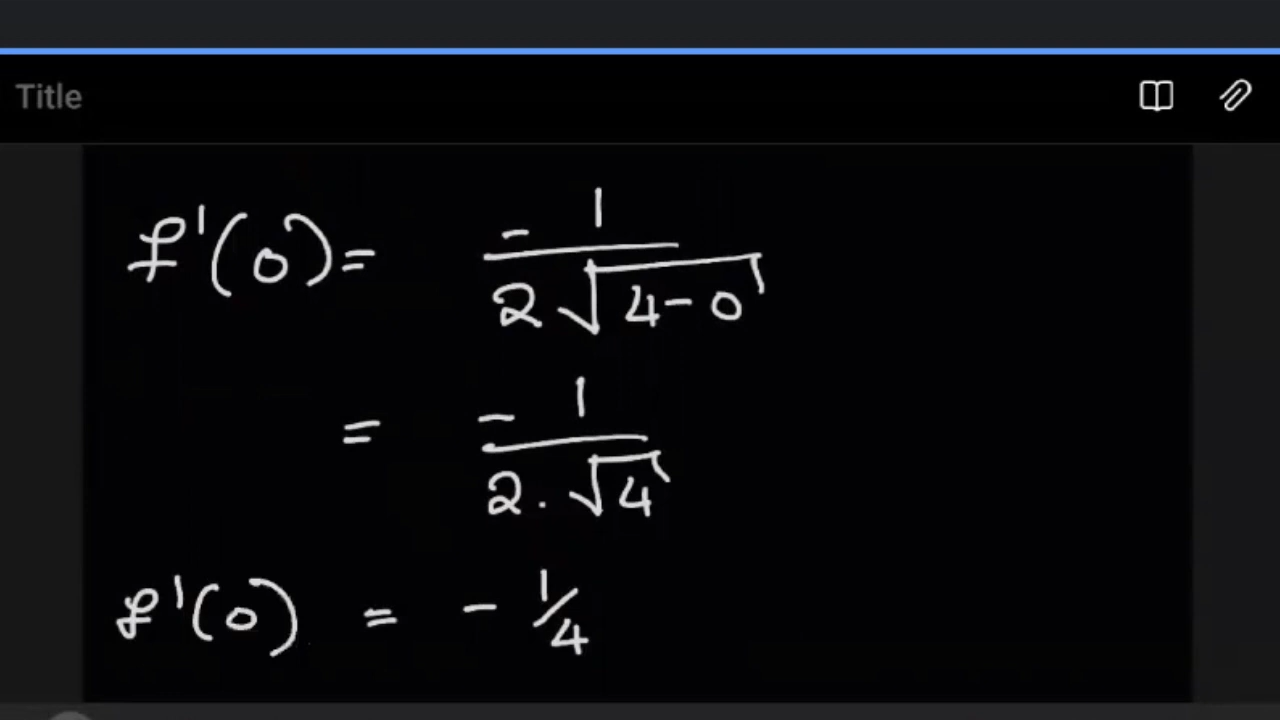 Title
f'(0) = -1/(2√(4-0))
= -1/(2·√4)
f'(0) = -1/4